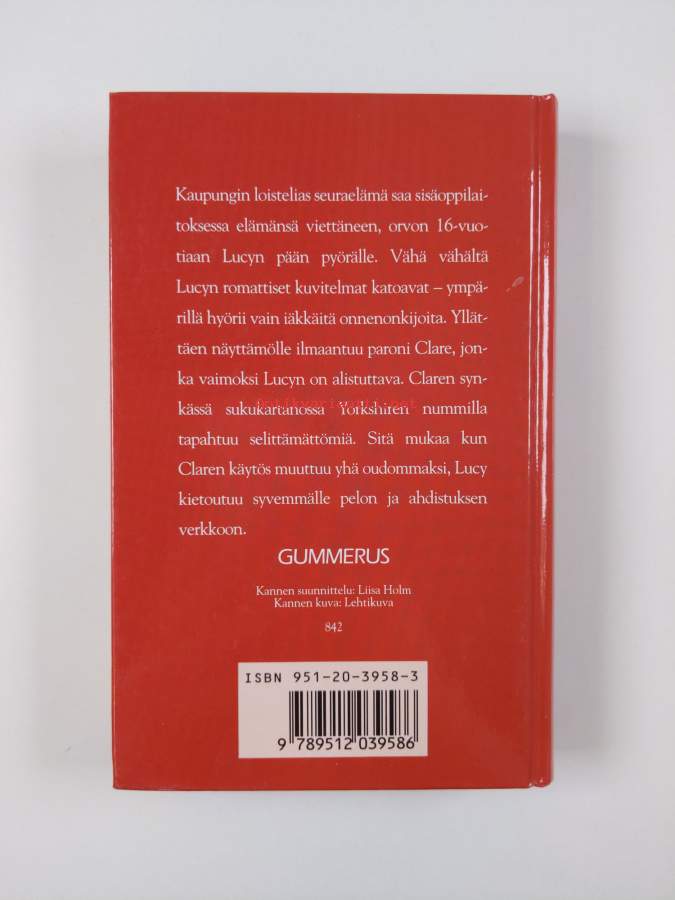 Kaupungin loistelias seuraelämä saa sisäoppilai-
toksessa elämänsä viettäneen, orvon 16-vuo-
tiaan Lucyn pään pyörälle. Vähä vähältä
Lucyn romattiset kuvitelmat katoavat – ympä-
rillä hyörii vain iäkkäitä onnenonkijoita. Yllät-
täen näyttämölle ilmaantuu paroni Clare, jon-
ka vaimoksi Lucyn on alistuttava. Claren syn-
kässä sukukartanossa Yorkshiren nummilla
tapahtuu selittämättömiä. Sitä mukaa kun
Claren käytös muuttuu yhä oudommaksi, Lucy
kietoutuu syvemmälle pelon ja ahdistuksen
verkkoon.
GUMMERUS
Kannen suunnittelu: Liisa Holm
Kannen kuva: Lehtikuva
842
ISBN 951-20-3958-3
9 789512 039586